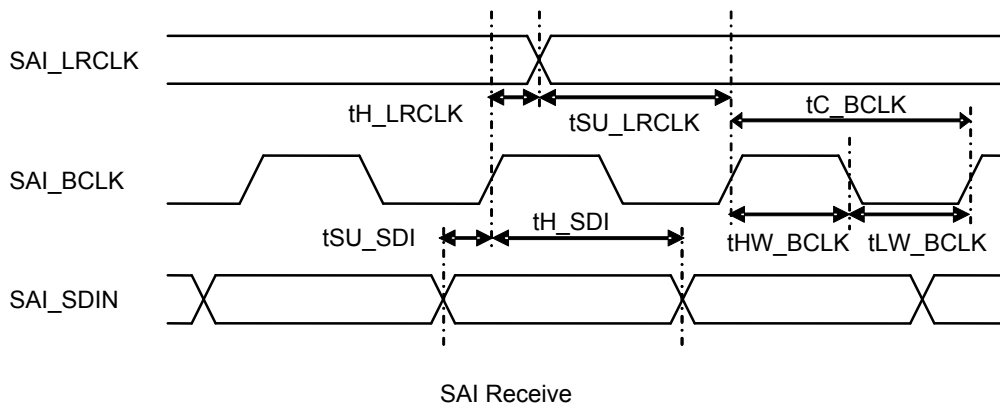 SAI_LRCLK
tH_LRCLK
tSU_LRCLK
tC_BCLK
SAI_BCLK
tSU_SDI
tH_SDI
tHW_BCLK
tLW_BCLK
SAI_SDIN
SAI Receive